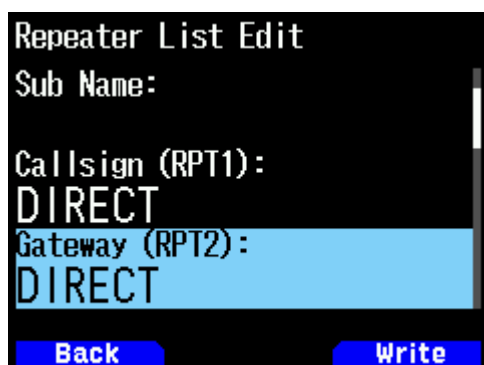 Repeater List Edit
Sub Name:
Callsign (RPT1):
DIRECT
Gateway (RPT2):
DIRECT
Back Write